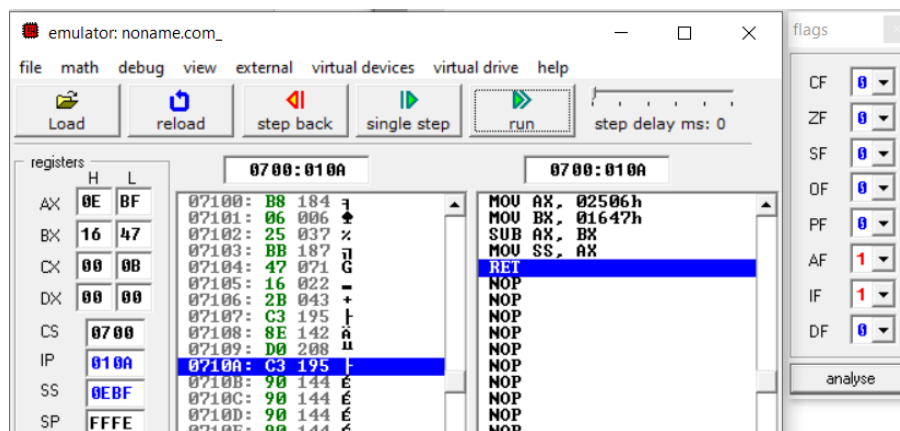 emulator: noname.com_
file math debug view external virtual devices virtual drive help
Load reload step back single step run step delay ms: 0
registers
H L
AX 0E BF
BX 16 47
CX 00 0B
DX 00 00
CS 0700
IP 010A
SS 0EBF
SP FFFE
0700:010A
07100: B8 184 ╕
07101: 06 006 ♠
07102: 25 037 %
07103: BB 187 ╗
07104: 47 071 G
07105: 16 022 ▬
07106: 2B 043 +
07107: C3 195 ├
07108: 8E 142 Ä
07109: D0 208 ╨
0710A: C3 195 ├
0710B: 90 144 É
0710C: 90 144 É
0710D: 90 144 É
0710E: 90 144 É
0700:010A
MOV AX, 02506h
MOV BX, 01647h
SUB AX, BX
MOV SS, AX
RET
NOP
NOP
NOP
NOP
NOP
NOP
NOP
NOP
NOP
NOP
flags
CF 0
ZF 0
SF 0
OF 0
PF 0
AF 1
IF 1
DF 0
analyse